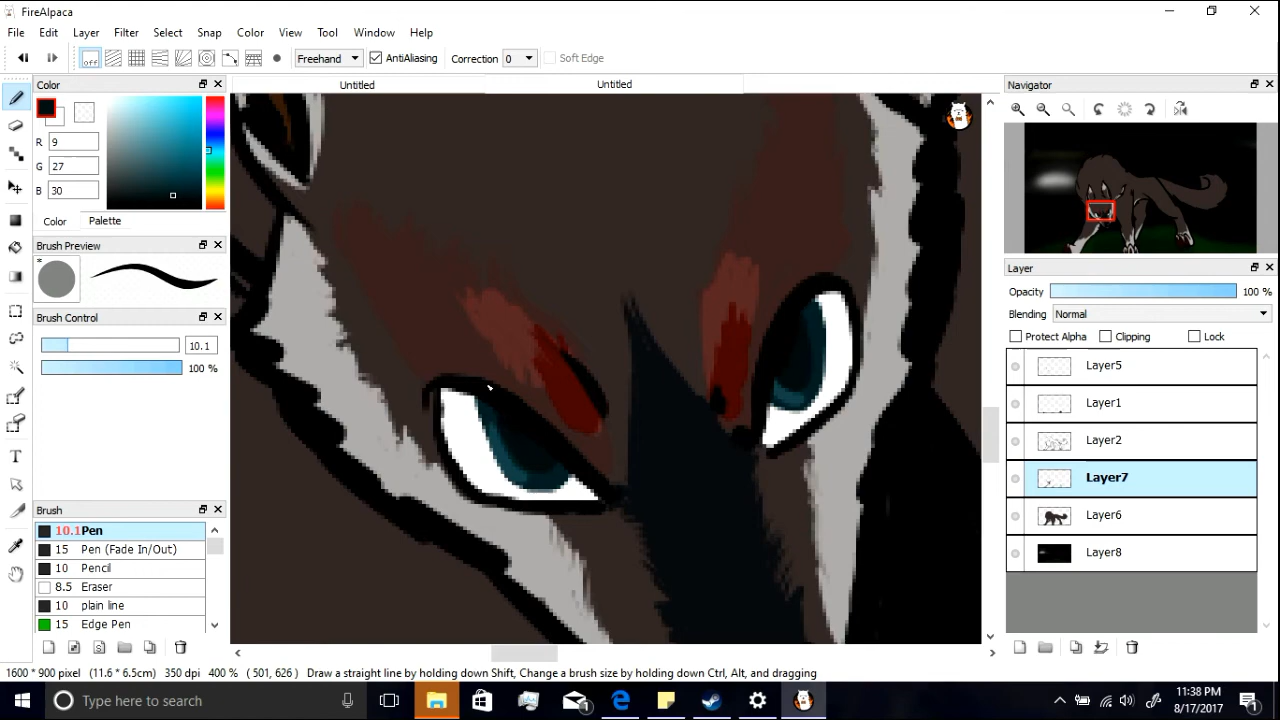 FireAlpaca
File Edit Layer Filter Select Snap Color View Tool Window Help
off Freehand AntiAliasing Correction 0 Soft Edge
Color
Untitled Untitled
Navigator
R 9
G 27
B 30
Color Palette
Brush Preview
*
Brush Control
10.1
100 %
Layer
Opacity 100 %
Blending Normal
Protect Alpha Clipping Lock
Layer5
Layer1
Layer2
Layer7
Layer6
Layer8
Brush
10.1 Pen
15 Pen (Fade In/Out)
10 Pencil
8.5 Eraser
10 plain line
15 Edge Pen
1600 * 900 pixel (11.6 * 6.5cm) 350 dpi 400 % ( 501, 626 ) Draw a straight line by holding down Shift, Change a brush size by holding down Ctrl, Alt, and dragging
Type here to search
1
11:38 PM
8/17/2017
1